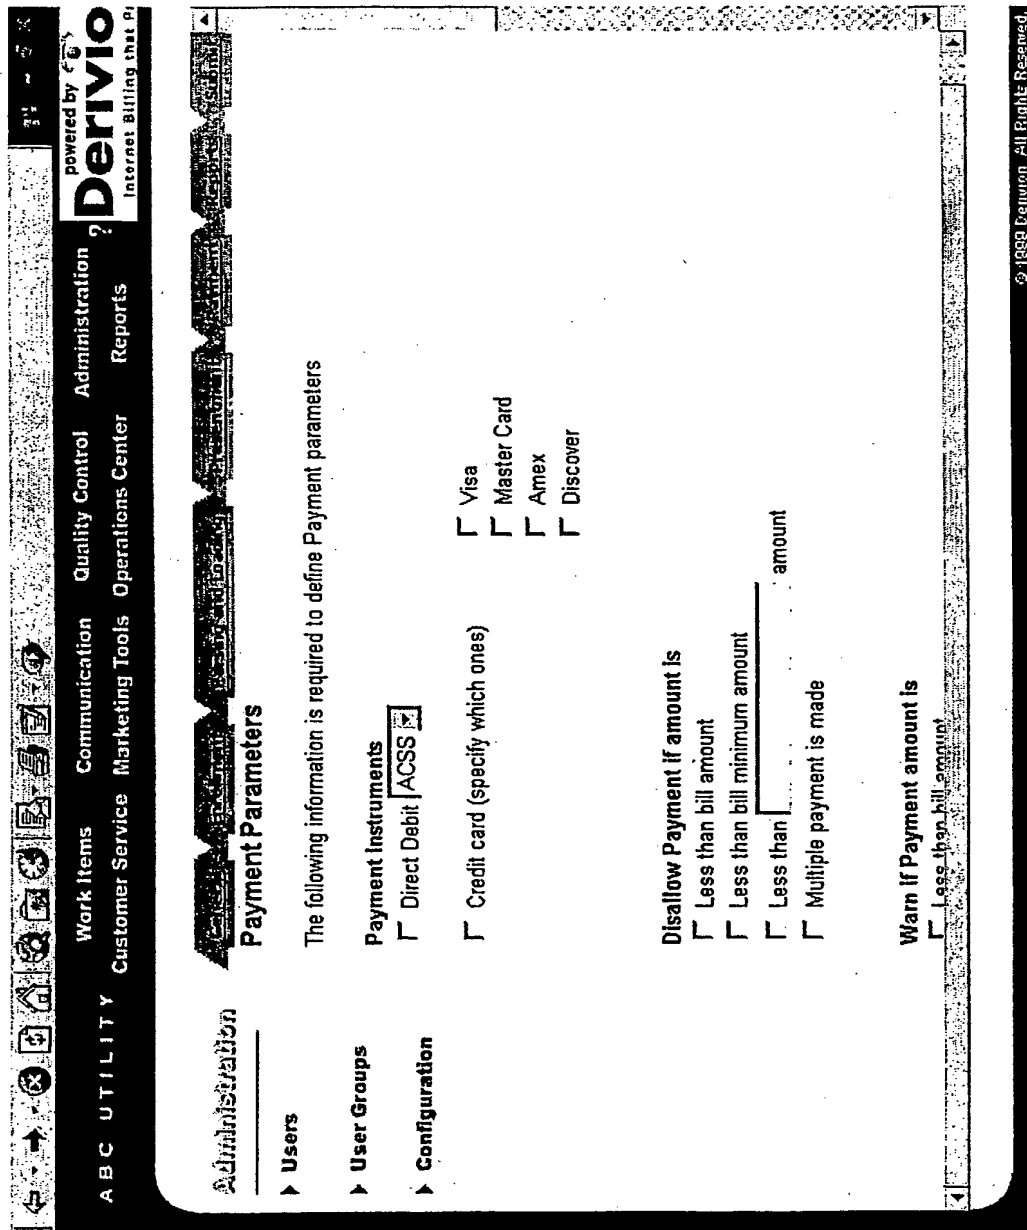 powered by
Derivio
Internet Billing that P
ABC UTILITY
Work Items Communication Quality Control Administration ?
Customer Service Marketing Tools Operations Center Reports
Administration
Users
User Groups
Configuration
Payment Parameters
The following information is required to define Payment parameters
Payment Instruments
Direct Debit ACSS
Credit card (specify which ones)
Visa
Master Card
Amex
Discover
Disallow Payment if amount is
Less than bill amount
Less than bill minimum amount
Less than amount
Multiple payment is made
Warn if Payment amount is
Less than bill amount
© 1999 Derivion All Rights Reserved.